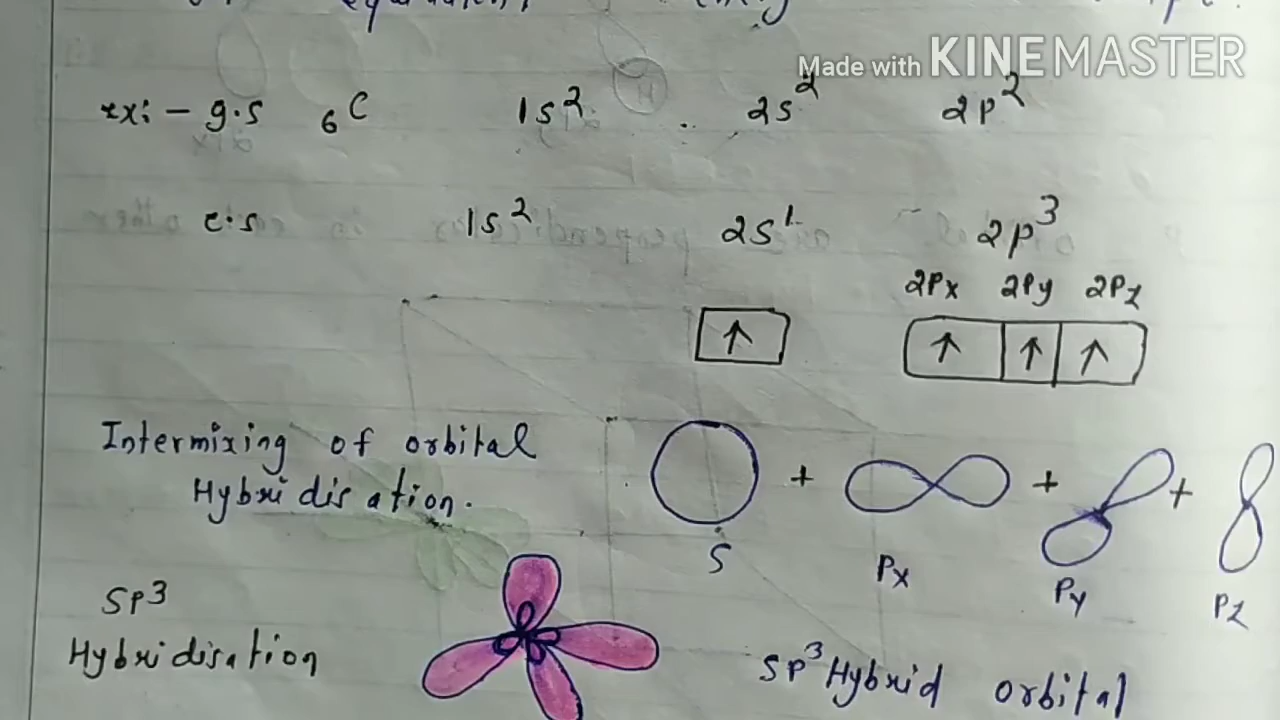 Made with KINEMASTER
ex:- g.s 6C 1s2 2s2 2p2
e.s 1s2 2s1 2p3
2Px 2Py 2Pz
↑ ↑ ↑ ↑
Intermixing of orbital
Hybridisation.
+ + +
S Px Py Pz
SP3
Hybridisation
SP3 Hybrid orbital